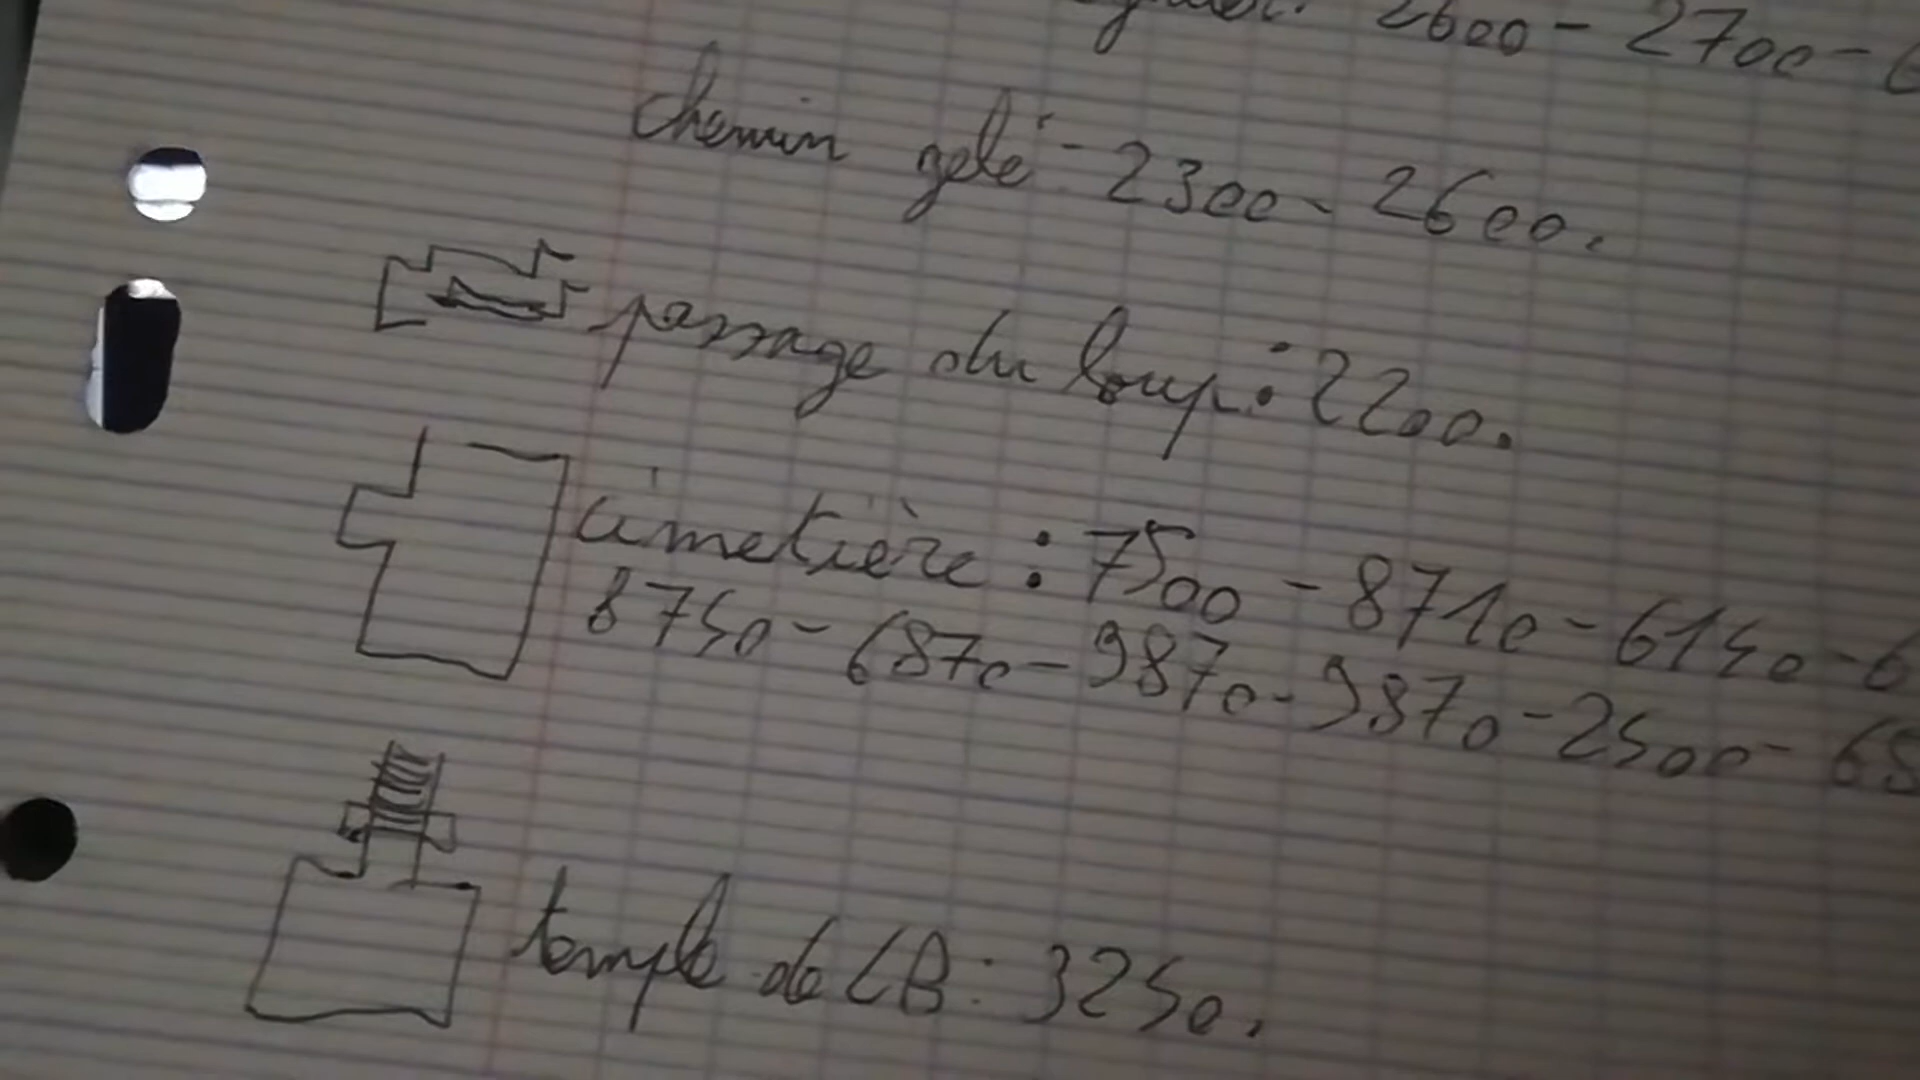 2600 - 2700 -
chemin gelé - 2300 - 2600.
passage du loup : 2200.
cimetière : 7500 - 8710 - 6150 - 6
8750 - 6870 - 9870 - 9870 - 2500 - 68
temple de LB : 3250.